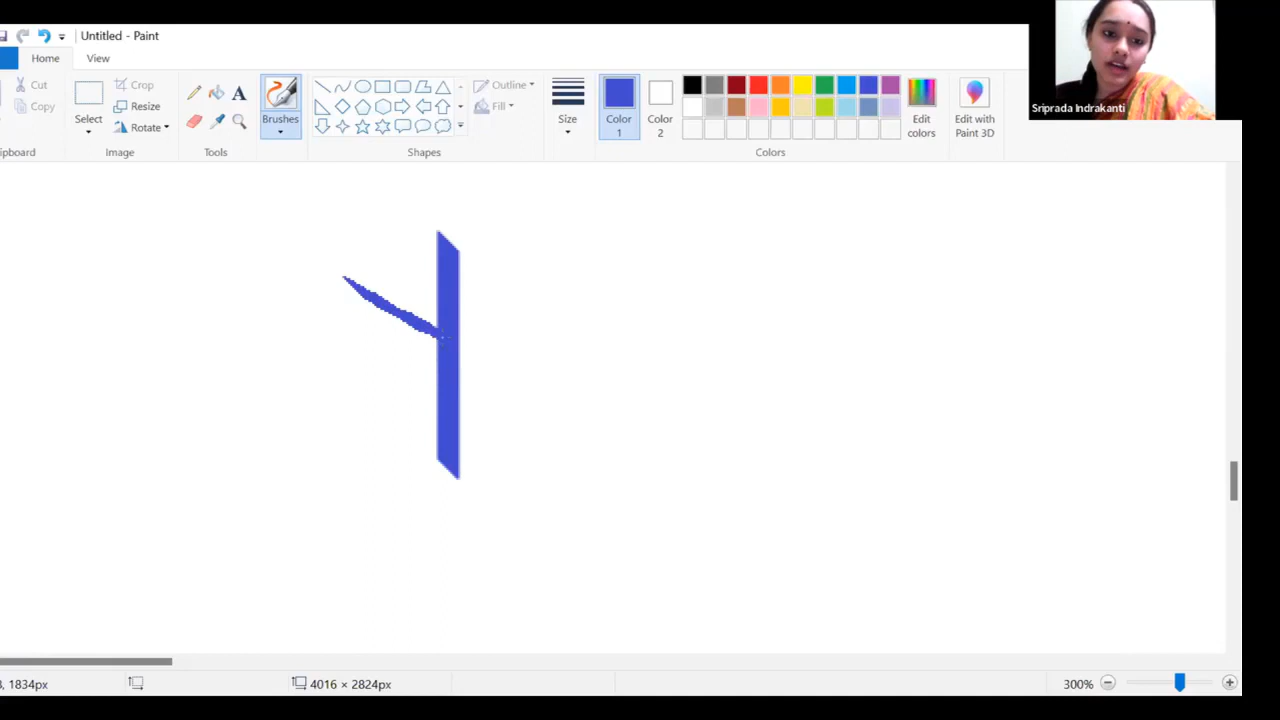 Untitled - Paint
Home View
Cut
Copy
ipboard
Select
Crop
Resize
Rotate
Image
A
Tools
Brushes
Outline
Fill
Shapes
Size
Color 1
Color 2
Edit colors
Colors
Edit with Paint 3D
Sriprada Indrakanti
, 1834px
4016 × 2824px
300%